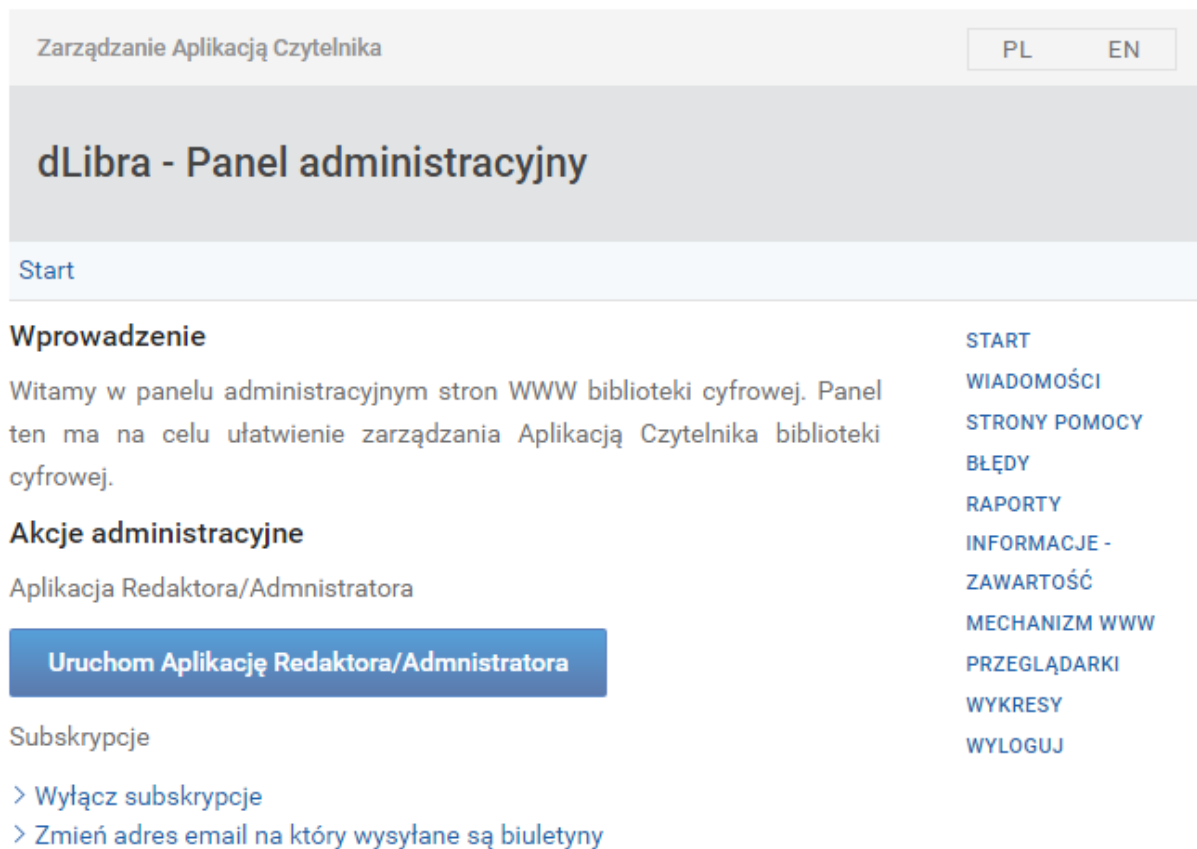 Zarządzanie Aplikacją Czytelnika
PL EN
dLibra - Panel administracyjny
Start
Wprowadzenie
Witamy w panelu administracyjnym stron WWW biblioteki cyfrowej. Panel
ten ma na celu ułatwienie zarządzania Aplikacją Czytelnika biblioteki
cyfrowej.
Akcje administracyjne
Aplikacja Redaktora/Admnistratora
Uruchom Aplikację Redaktora/Admnistratora
Subskrypcje
> Wyłącz subskrypcje
> Zmień adres email na który wysyłane są biuletyny
START
WIADOMOŚCI
STRONY POMOCY
BŁĘDY
RAPORTY
INFORMACJE -
ZAWARTOŚĆ
MECHANIZM WWW
PRZEGLĄDARKI
WYKRESY
WYLOGUJ